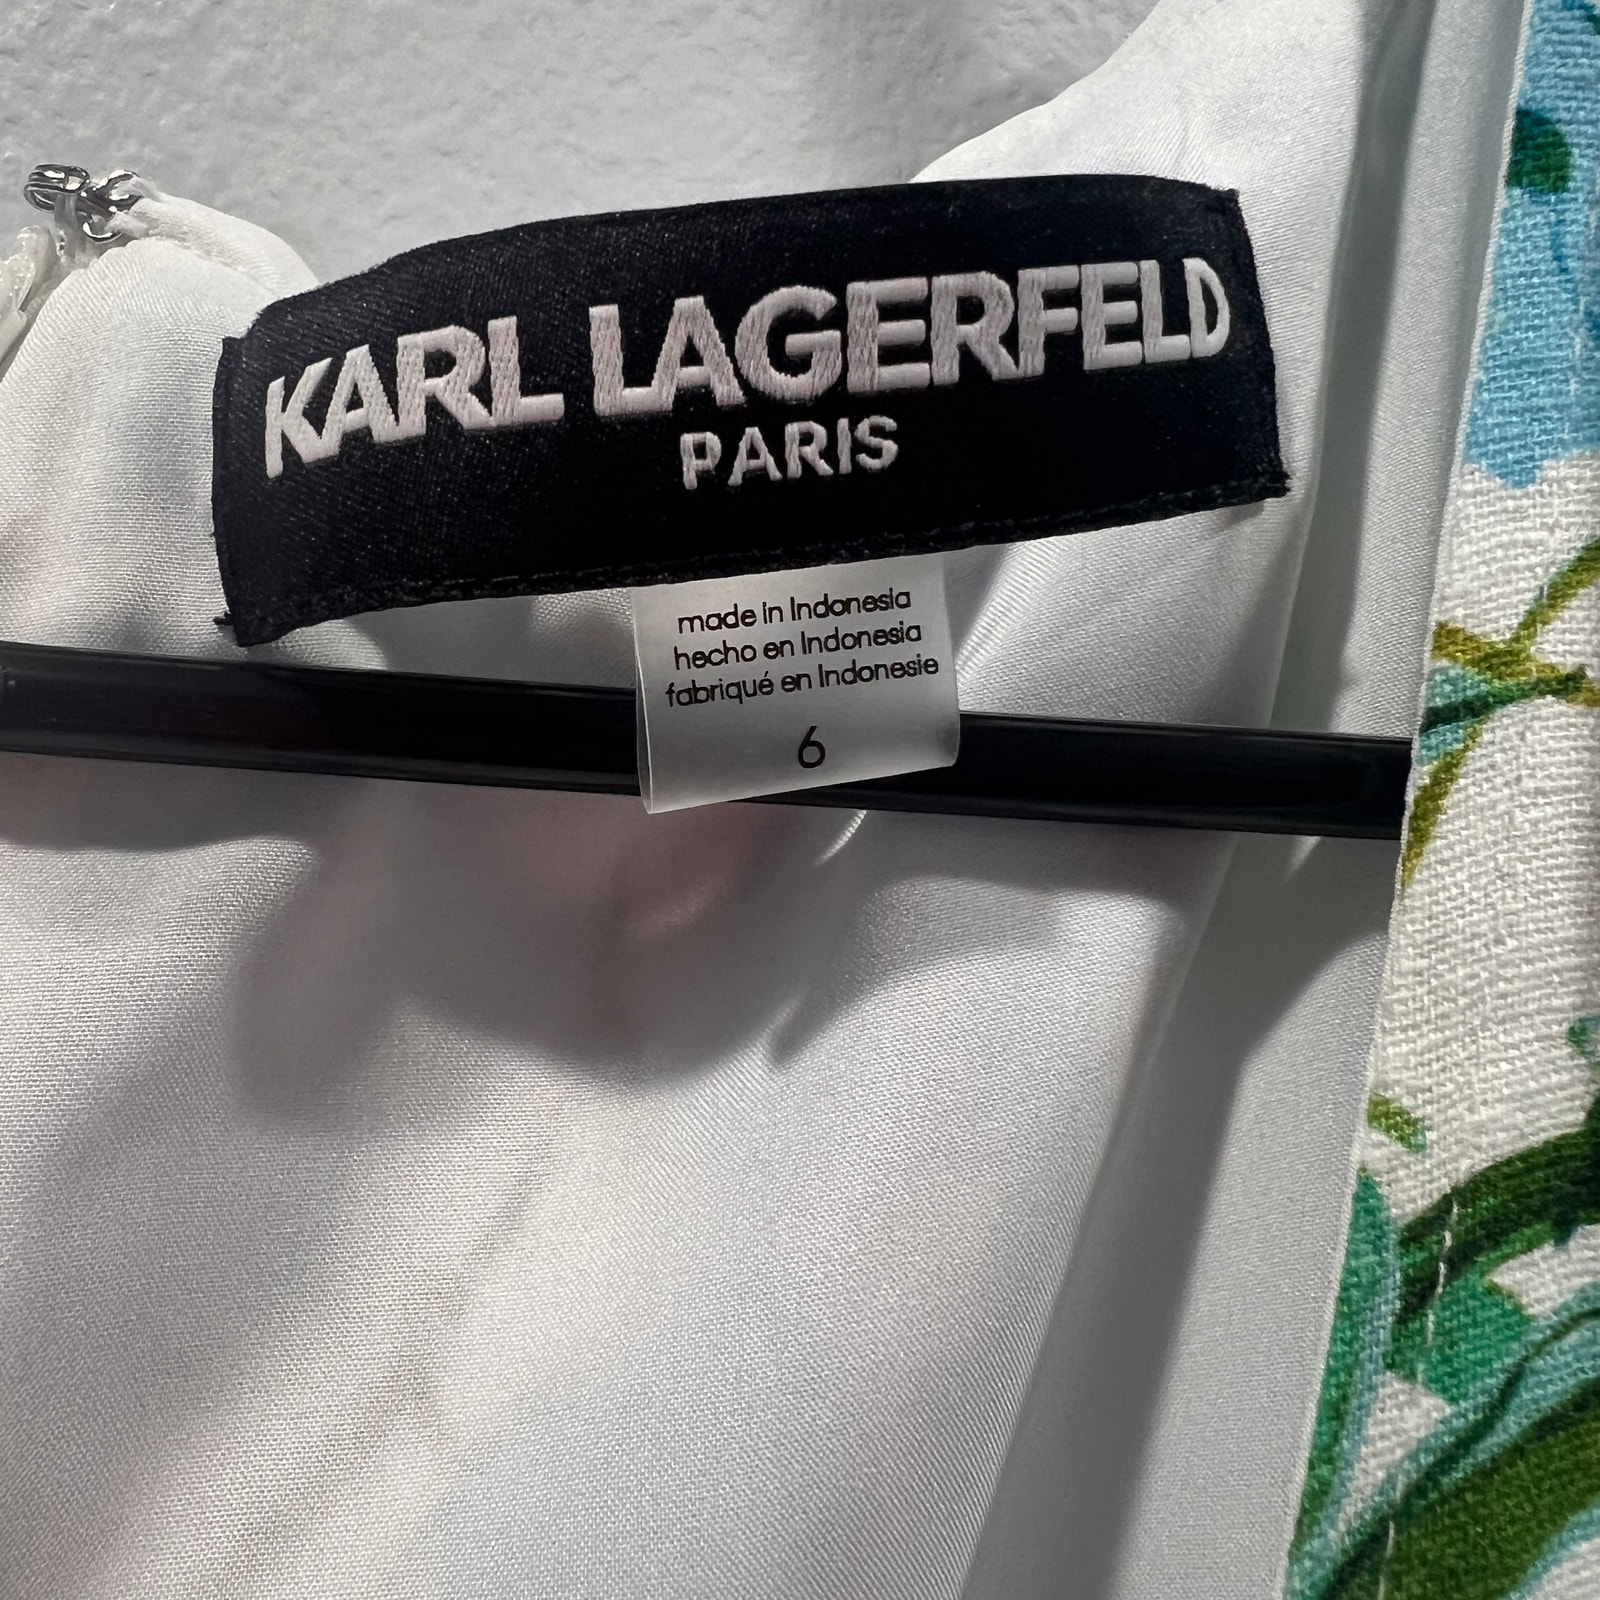 KARL LAGERFELD
PARIS
made in Indonesia
hecho en Indonesia
fabriqué en Indonesie
6